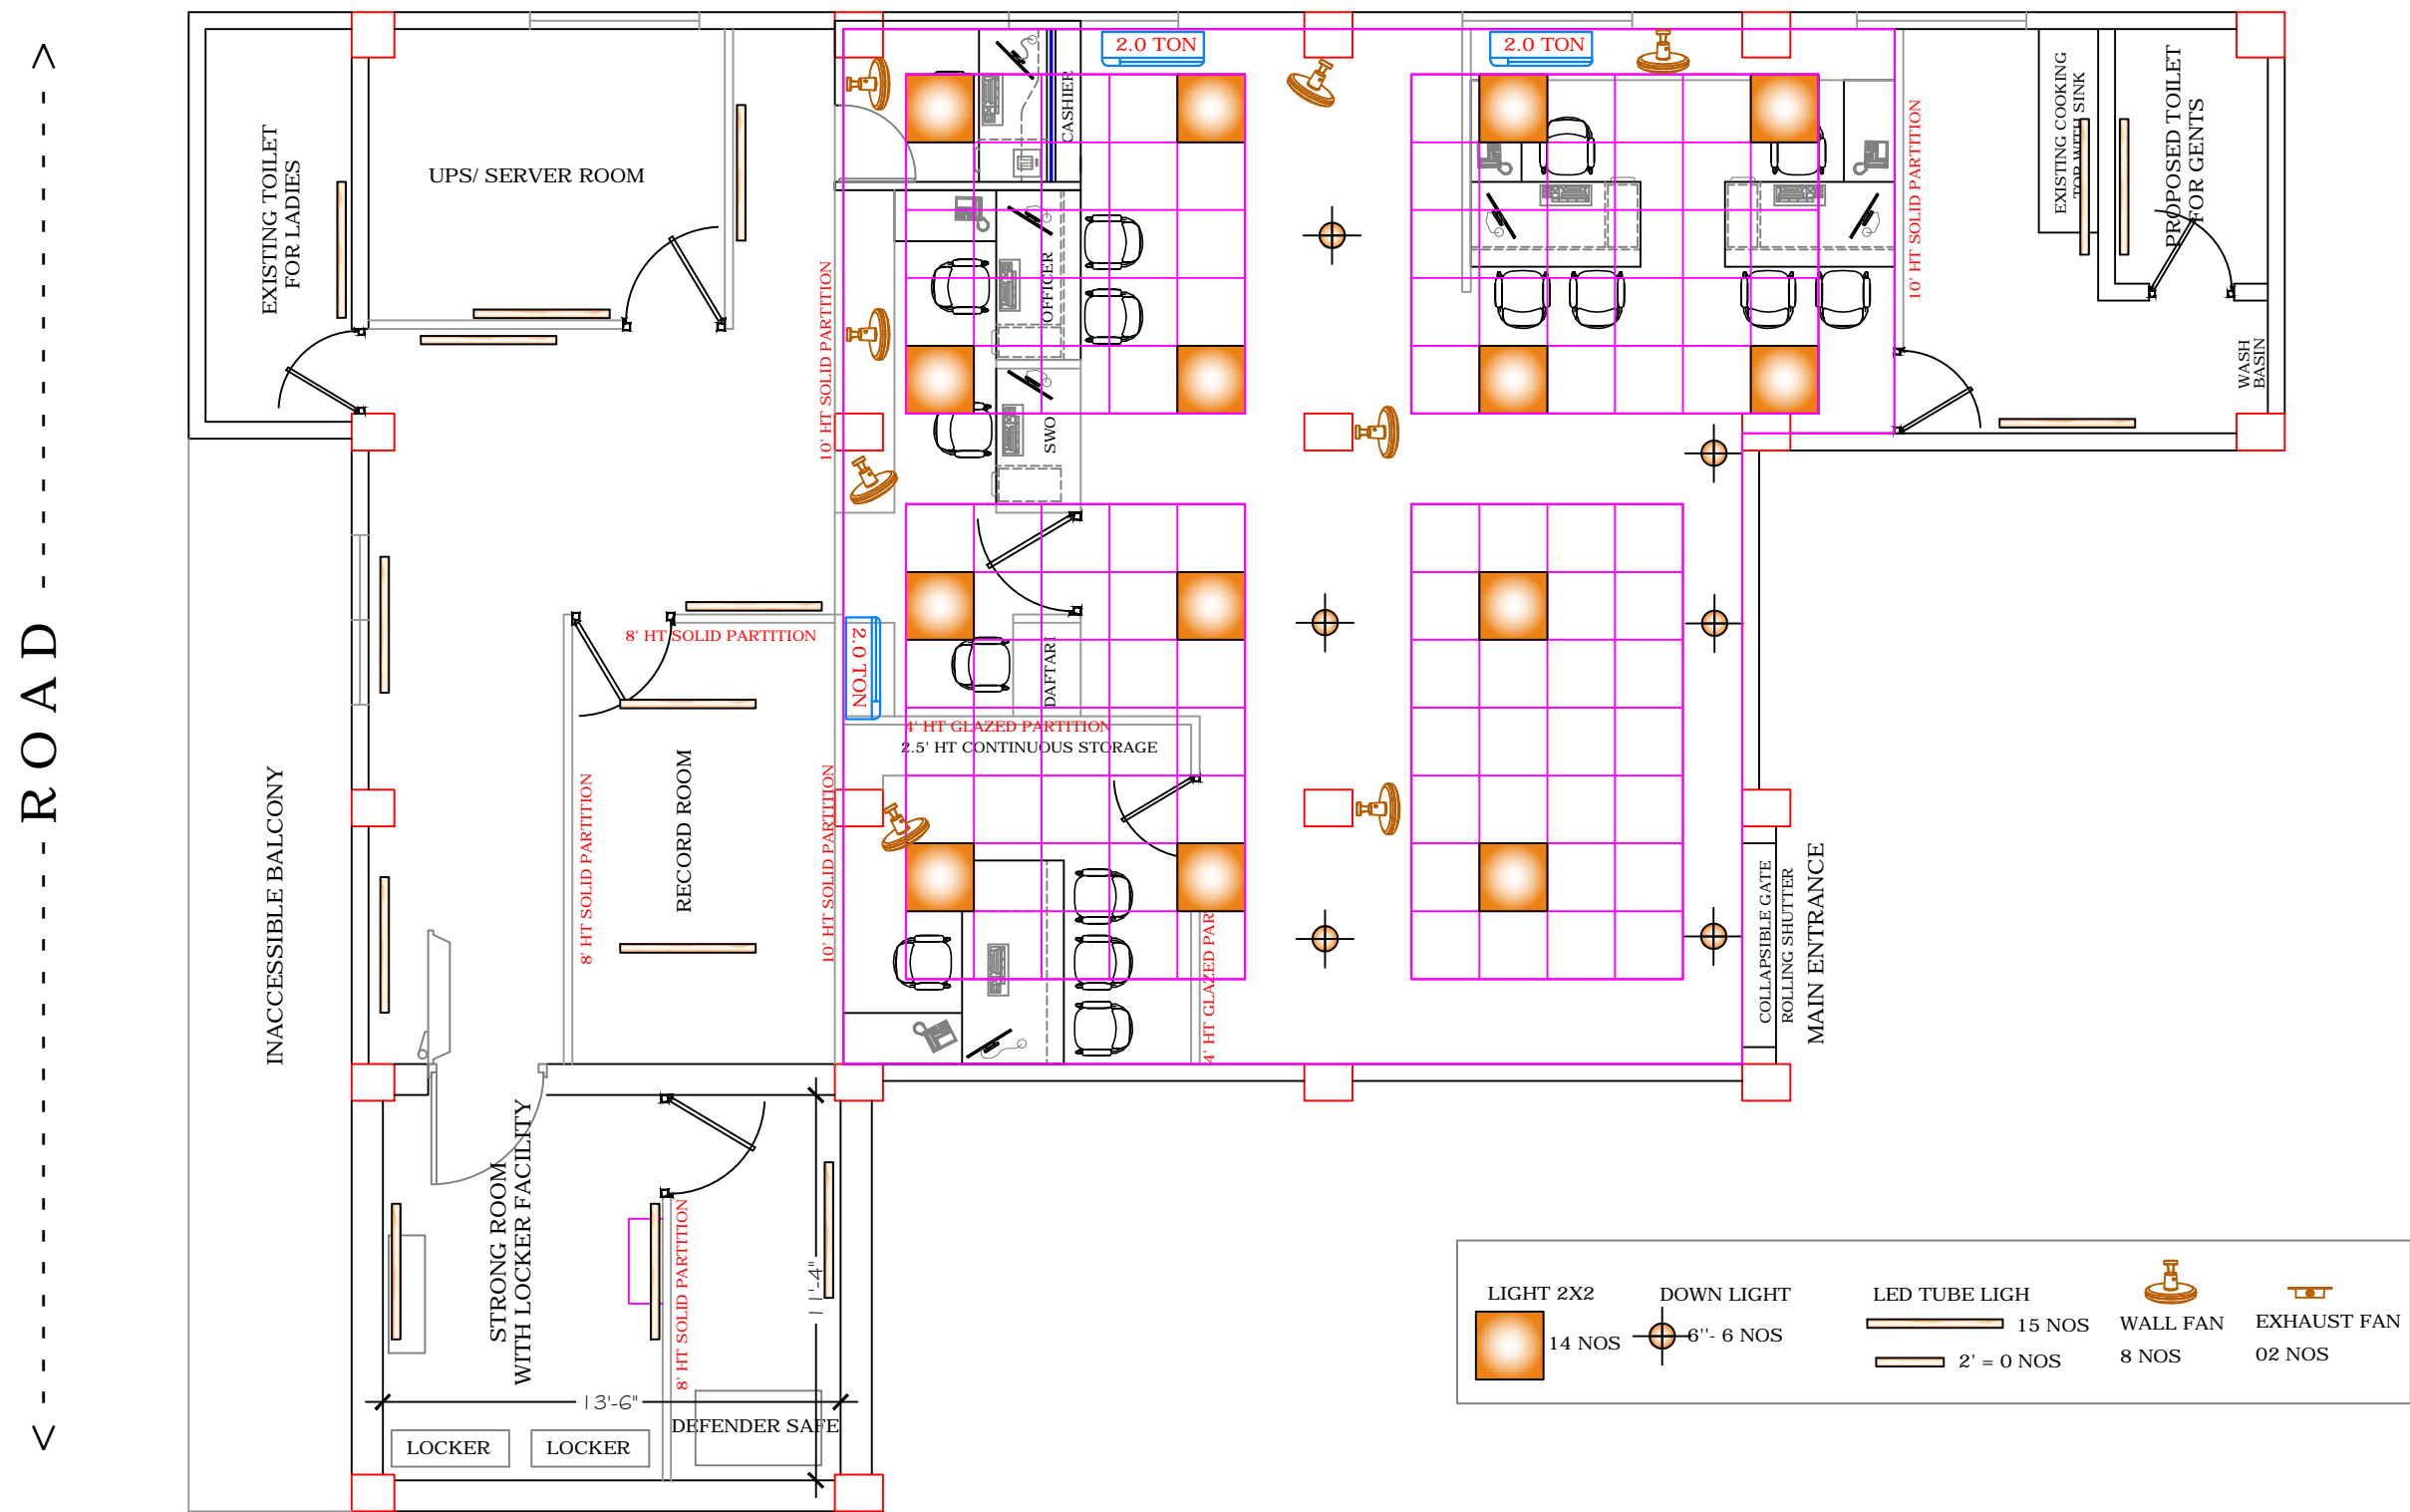 ROAD
EXISTING TOILET
FOR LADIES
UPS/ SERVER ROOM
2.0 TON
2.0 TON
CASHIER
OFFICER
SWO
10' HT SOLID PARTITION
10' HT SOLID PARTITION
EXISTING COOKING
TOP WITH SINK
PROPOSED TOILET
FOR GENTS
WASH
BASIN
8' HT SOLID PARTITION
2.0 TON
DAFTARI
4' HT GLAZED PARTITION
2.5' HT CONTINUOUS STORAGE
INACCESSIBLE BALCONY
8' HT SOLID PARTITION
RECORD ROOM
10' HT SOLID PARTITION
4' HT GLAZED PAR
COLLAPSIBLE GATE
ROLLING SHUTTER
MAIN ENTRANCE
STRONG ROOM
WITH LOCKER FACILITY
8' HT SOLID PARTITION
11'-4"
13'-6"
DEFENDER SAFE
LOCKER
LOCKER
LIGHT 2X2
14 NOS
DOWN LIGHT
6''- 6 NOS
LED TUBE LIGH
15 NOS
2' = 0 NOS
WALL FAN
8 NOS
EXHAUST FAN
02 NOS